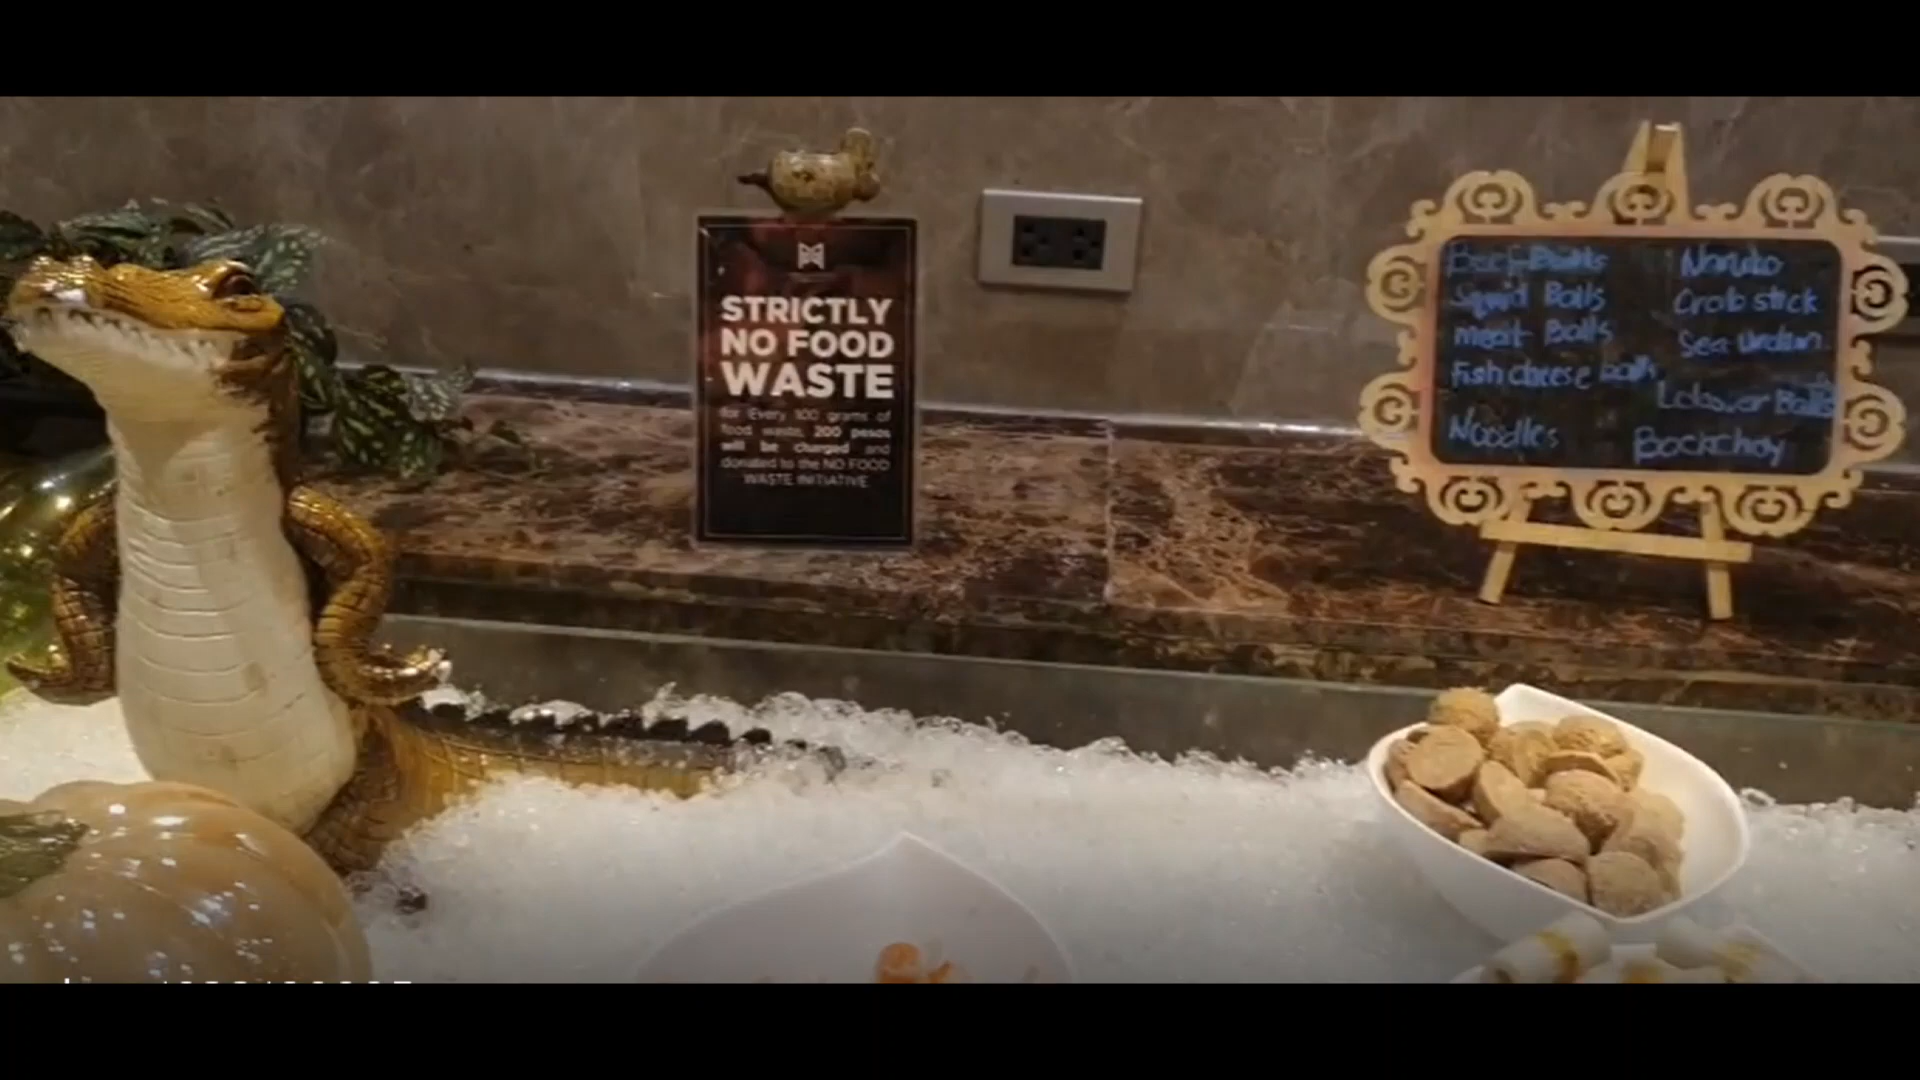 STRICTLY
NO FOOD
WASTE
for Every 100 grams of
food waste, 200 pesos
will be charged and
donated to the NO FOOD
WASTE INITIATIVE
Beef Balls
Squid Balls
meat Balls
Fish cheese balls
Noodles
Naruto
Crab stick
Sea Urchin
Lobster Balls
Bockchoy